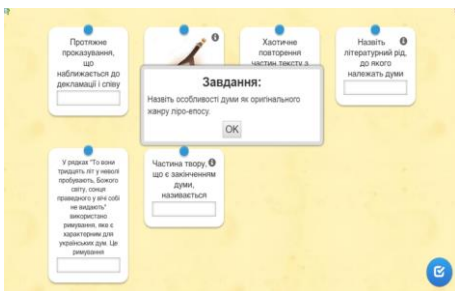 Протяжне
проказування,
що
наближається до
декламації і співу
Хаотичне
повторення
частин тексту з
Назвіть
літературний рід,
до якого
належать думи
Завдання:
Назвіть особливості думи як оригінального
жанру ліро-епосу.
OK
У рядках "То вони
тридцять літ у неволі
пробувають, Божого
світу, сонця
праведного у вічі собі
не видають"
використано
римування, яке є
характерним для
українських дум. Це
римування
Частина твору,
що є закінченням
думи,
називається